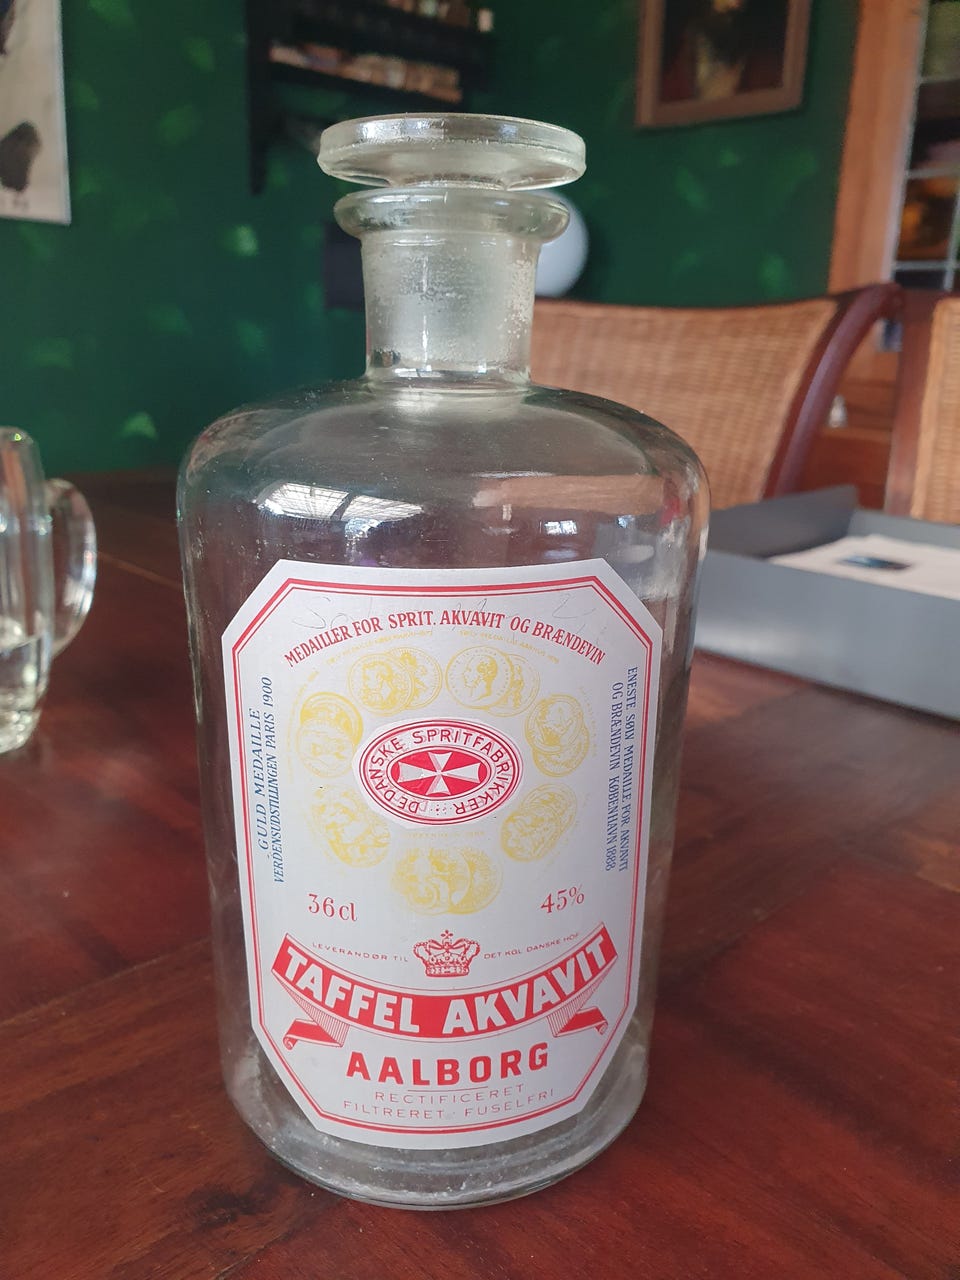 MEDAILLER FOR SPRIT, AKVAVIT OG BRÆNDEVIN
GULD MEDAILLE
VERDENSUDSTILLINGEN PARIS 1900
ENESTE SØLV MEDAILLE FOR AKVAVIT
OG BRÆNDEVIN KØBENHAVN 1888
DE DANSKE SPRITFABRIKKER
36 cl
45%
LEVERANDØR TIL DET KGL. DANSKE HOF
TAFFEL AKVAVIT
AALBORG
RECTIFICERET
FILTRERET · FUSELFRI